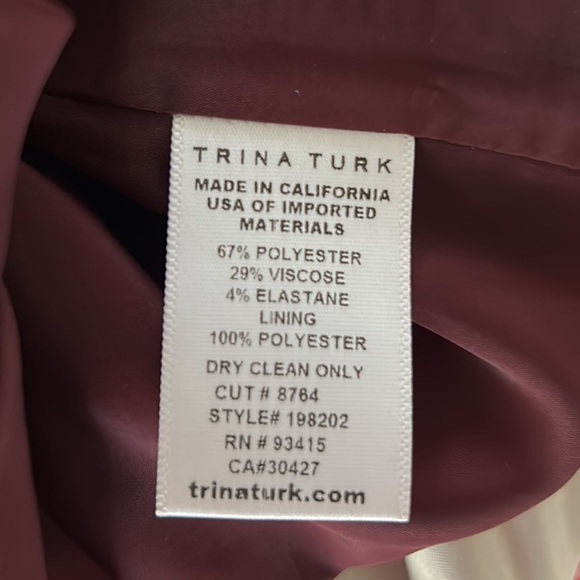 TRINA TURK
MADE IN CALIFORNIA
USA OF IMPORTED
MATERIALS
67% POLYESTER
29% VISCOSE
4% ELASTANE
LINING
100% POLYESTER
DRY CLEAN ONLY
CUT # 8764
STYLE# 198202
RN # 93415
CA#30427
trinaturk.com